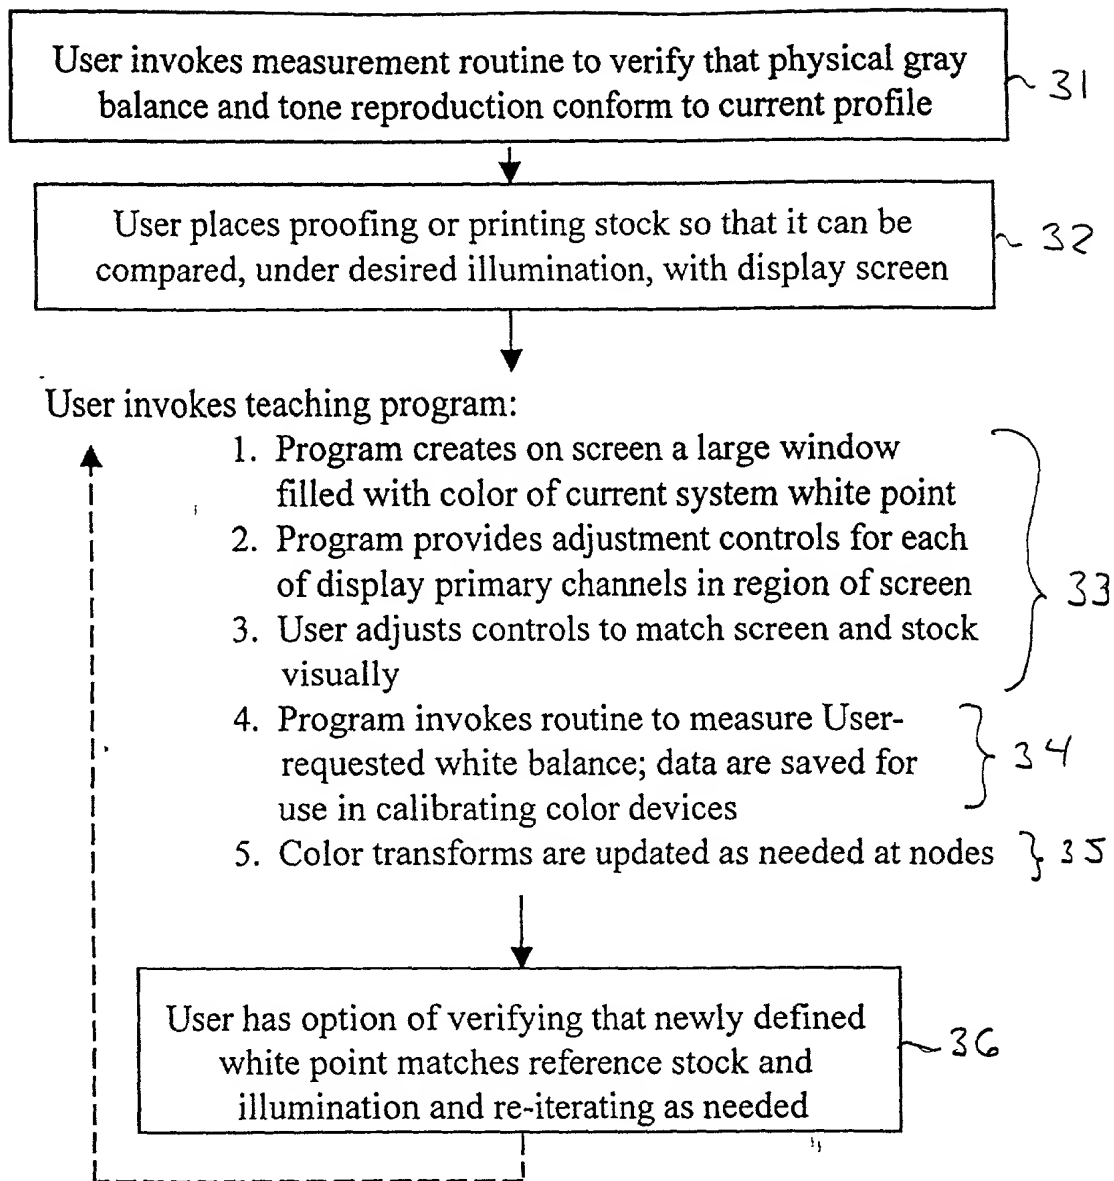 User invokes measurement routine to verify that physical gray
balance and tone reproduction conform to current profile
31
User places proofing or printing stock so that it can be
compared, under desired illumination, with display screen
32
User invokes teaching program:
1. Program creates on screen a large window
filled with color of current system white point
2. Program provides adjustment controls for each
of display primary channels in region of screen
3. User adjusts controls to match screen and stock
visually
33
4. Program invokes routine to measure User-
requested white balance; data are saved for
use in calibrating color devices
34
5. Color transforms are updated as needed at nodes
35
User has option of verifying that newly defined
white point matches reference stock and
illumination and re-iterating as needed
36